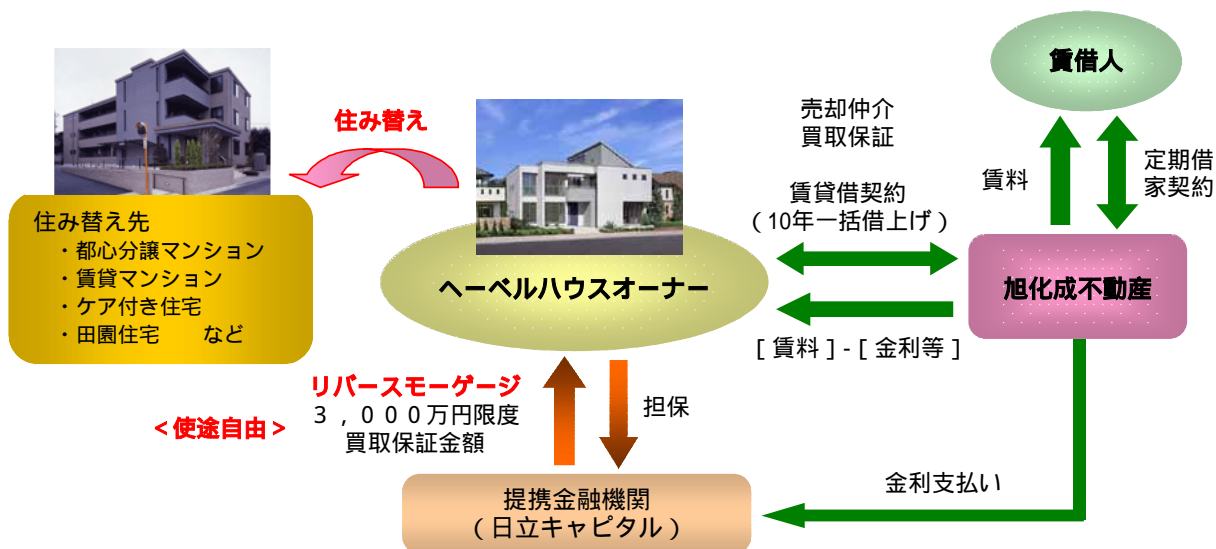 賃借人
住み替え
売却仲介
買取保証
賃貸借契約
（10年一括借上げ）
賃料
定期借
家契約
住み替え先
・都心分譲マンション
・賃貸マンション
・ケア付き住宅
・田園住宅　　など
ヘーベルハウスオーナー
旭化成不動産
［賃料］-［金利等］
リバースモーゲージ
３，０００万円限度
買取保証金額
＜使途自由＞
担保
提携金融機関
（日立キャピタル）
金利支払い